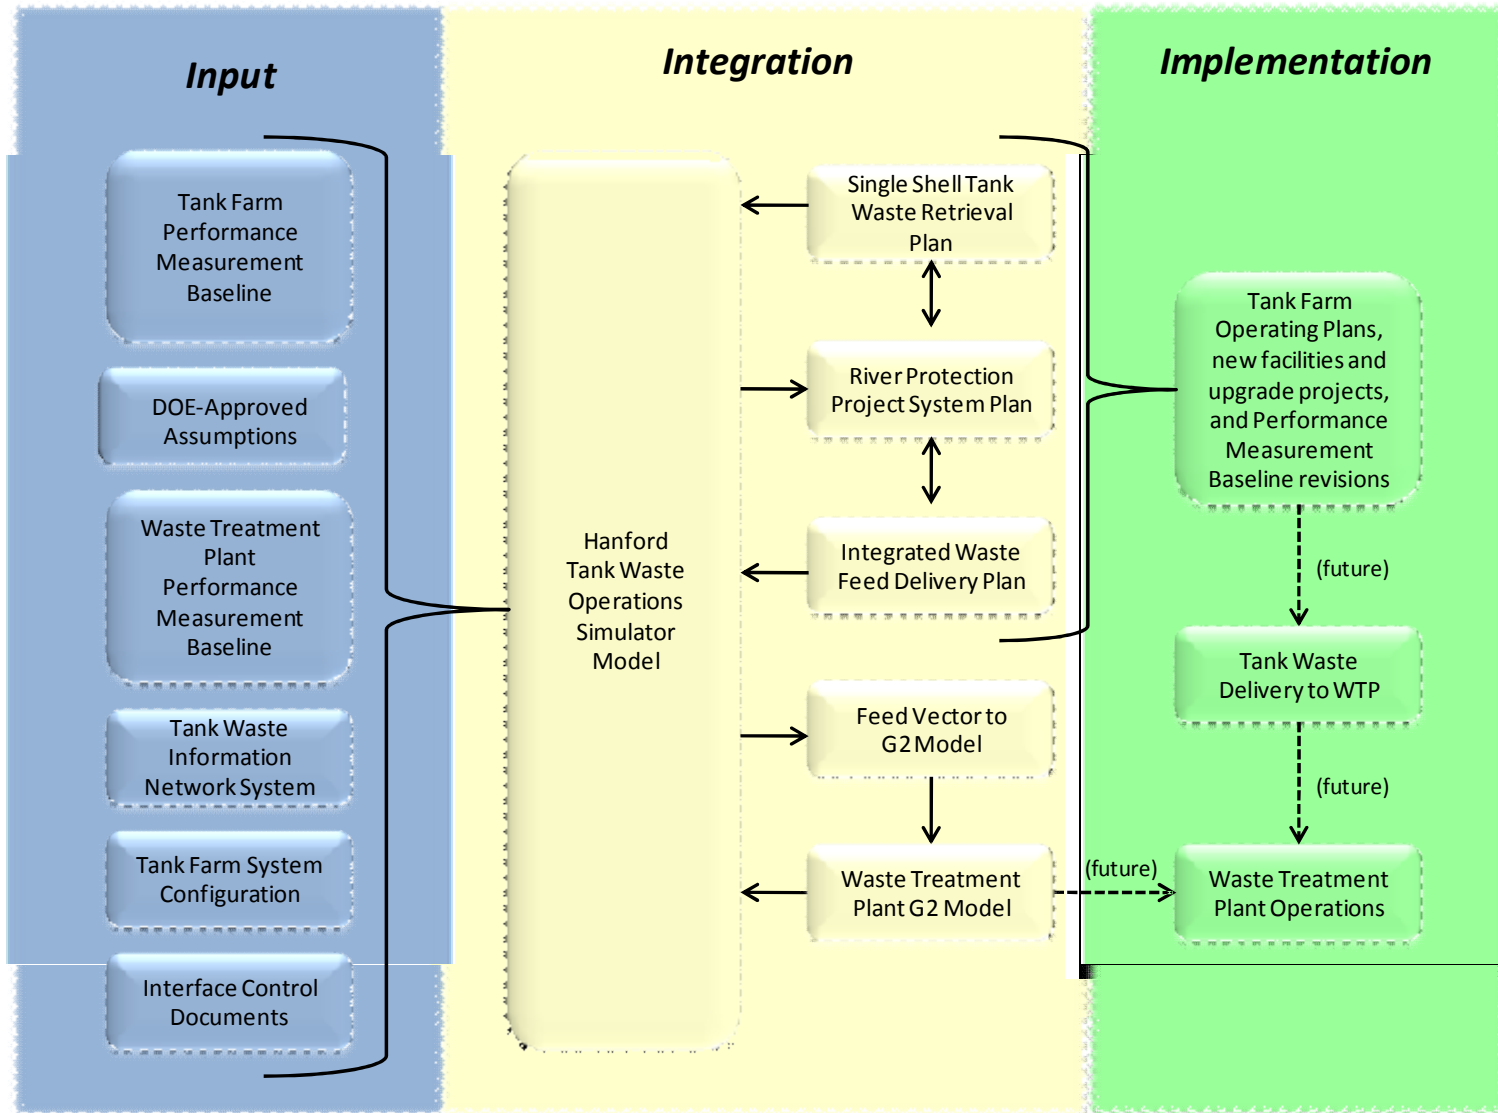 Input
Tank Farm
Performance
Measurement
Baseline
DOE-Approved
Assumptions
Waste Treatment
Plant
Performance
Measurement
Baseline
Tank Waste
Information
Network System
Tank Farm System
Configuration
Interface Control
Documents
Integration
Hanford
Tank Waste
Operations
Simulator
Model
Single Shell Tank
Waste Retrieval
Plan
River Protection
Project System Plan
Integrated Waste
Feed Delivery Plan
Feed Vector to
G2 Model
Waste Treatment
Plant G2 Model
(future)
Implementation
Tank Farm
Operating Plans,
new facilities and
upgrade projects,
and Performance
Measurement
Baseline revisions
(future)
Tank Waste
Delivery to WTP
(future)
Waste Treatment
Plant Operations